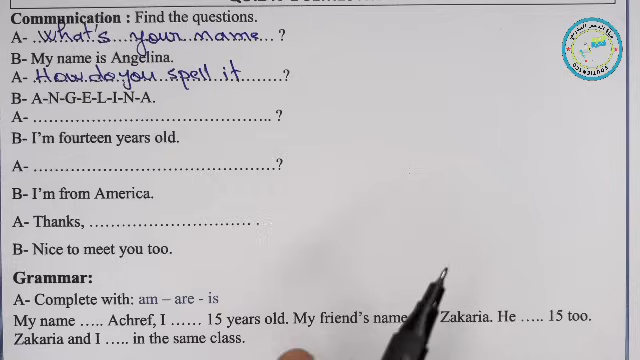 Communication : Find the questions.
A- ..What's...your name...?
B- My name is Angelina.
A- .How.do.you spell it..........?
B- A-N-G-E-L-I-N-A.
A- ................................................ ?
B- I'm fourteen years old.
A- .................................................?
B- I'm from America.
A- Thanks, .................................
B- Nice to meet you too.
Grammar:
A- Complete with: am – are - is
My name ….. Achref, I …… 15 years old. My friend's name Zakaria. He ….. 15 too.
Zakaria and I ….. in the same class.